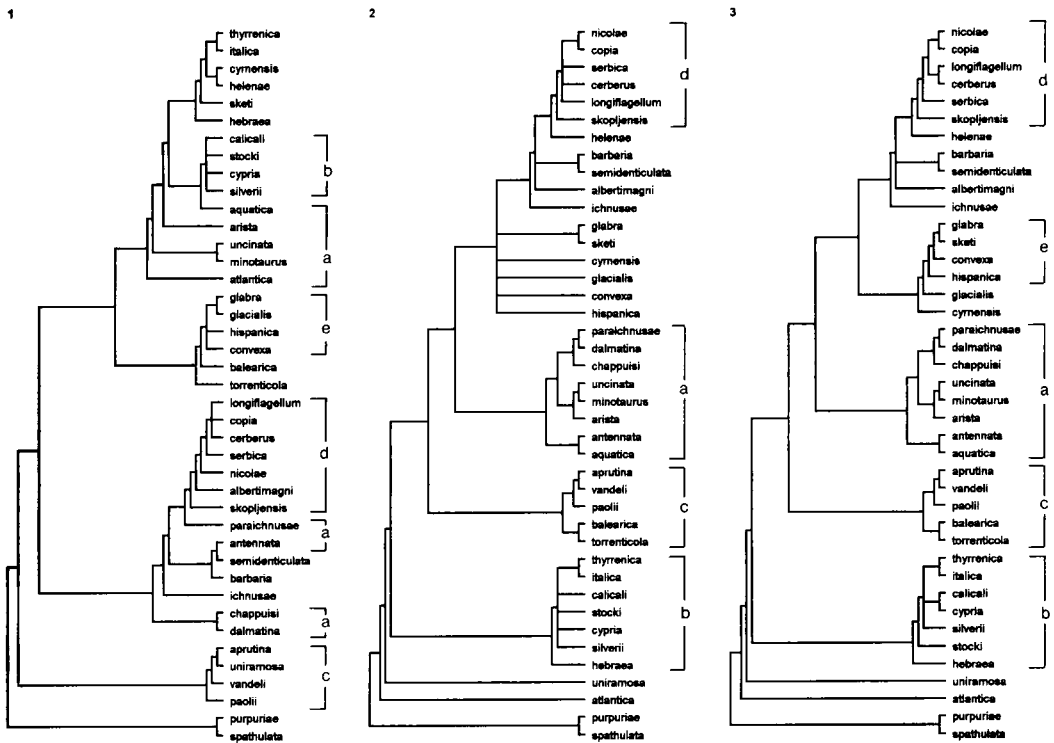 1
thyrrenica
italica
cyrnensis
helenae
sketi
hebraea
calicali
stocki
cypria
silverii
b
aquatica
arista
uncinata
minotaurus
atlantica
a
glabra
glacialis
hispanica
convexa
e
balearica
torrenticola
longiflagellum
copia
cerberus
serbica
nicolae
albertimagni
skopljensis
d
paraichnusae
antennata
a
semidenticulata
barbaria
ichnusae
chappuisi
dalmatina
a
aprutina
uniramosa
vandeli
paolii
c
purpuriae
spathulata
2
nicolae
copia
serbica
cerberus
longiflagellum
skopljensis
d
helenae
barbaria
semidenticulata
albertimagni
ichnusae
glabra
sketi
cyrnensis
glacialis
convexa
hispanica
paraichnusae
dalmatina
chappuisi
uncinata
minotaurus
arista
antennata
aquatica
a
aprutina
vandeli
paolii
balearica
torrenticola
c
thyrrenica
italica
calicali
stocki
cypria
silverii
hebraea
b
uniramosa
atlantica
purpuriae
spathulata
3
nicolae
copia
longiflagellum
cerberus
serbica
skopljensis
d
helenae
barbaria
semidenticulata
albertimagni
ichnusae
glabra
sketi
convexa
hispanica
e
glacialis
cyrnensis
paraichnusae
dalmatina
chappuisi
uncinata
minotaurus
arista
antennata
aquatica
a
aprutina
vandeli
paolii
balearica
torrenticola
c
thyrrenica
italica
calicali
cypria
silverii
stocki
hebraea
b
uniramosa
atlantica
purpuriae
spathulata